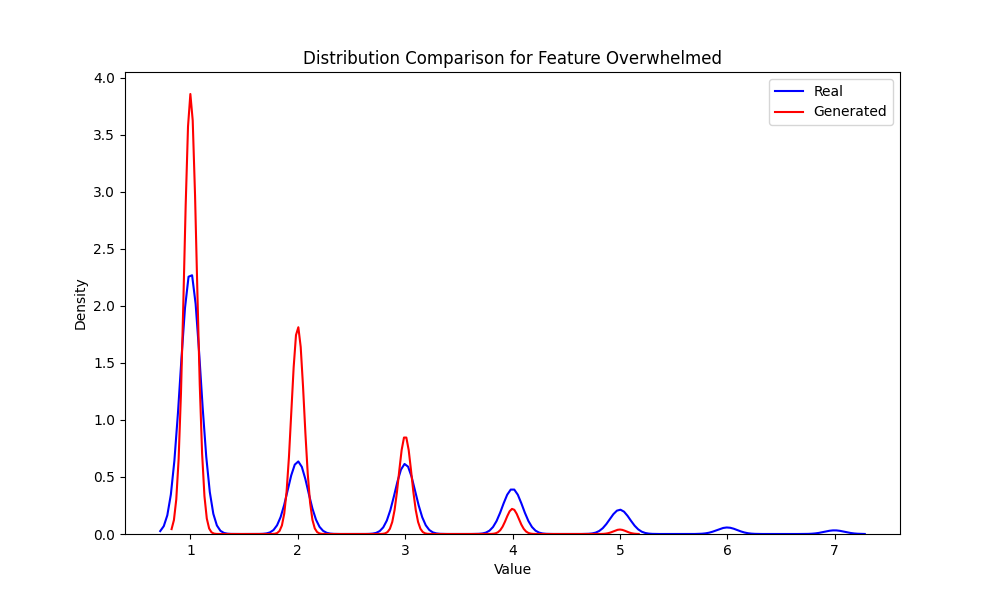 Distribution Comparison for Feature Overwhelmed
Real
Generated
Density
4.0
3.5
3.0
2.5
2.0
1.5
1.0
0.5
0.0
1 2 3 4 5 6 7
Value